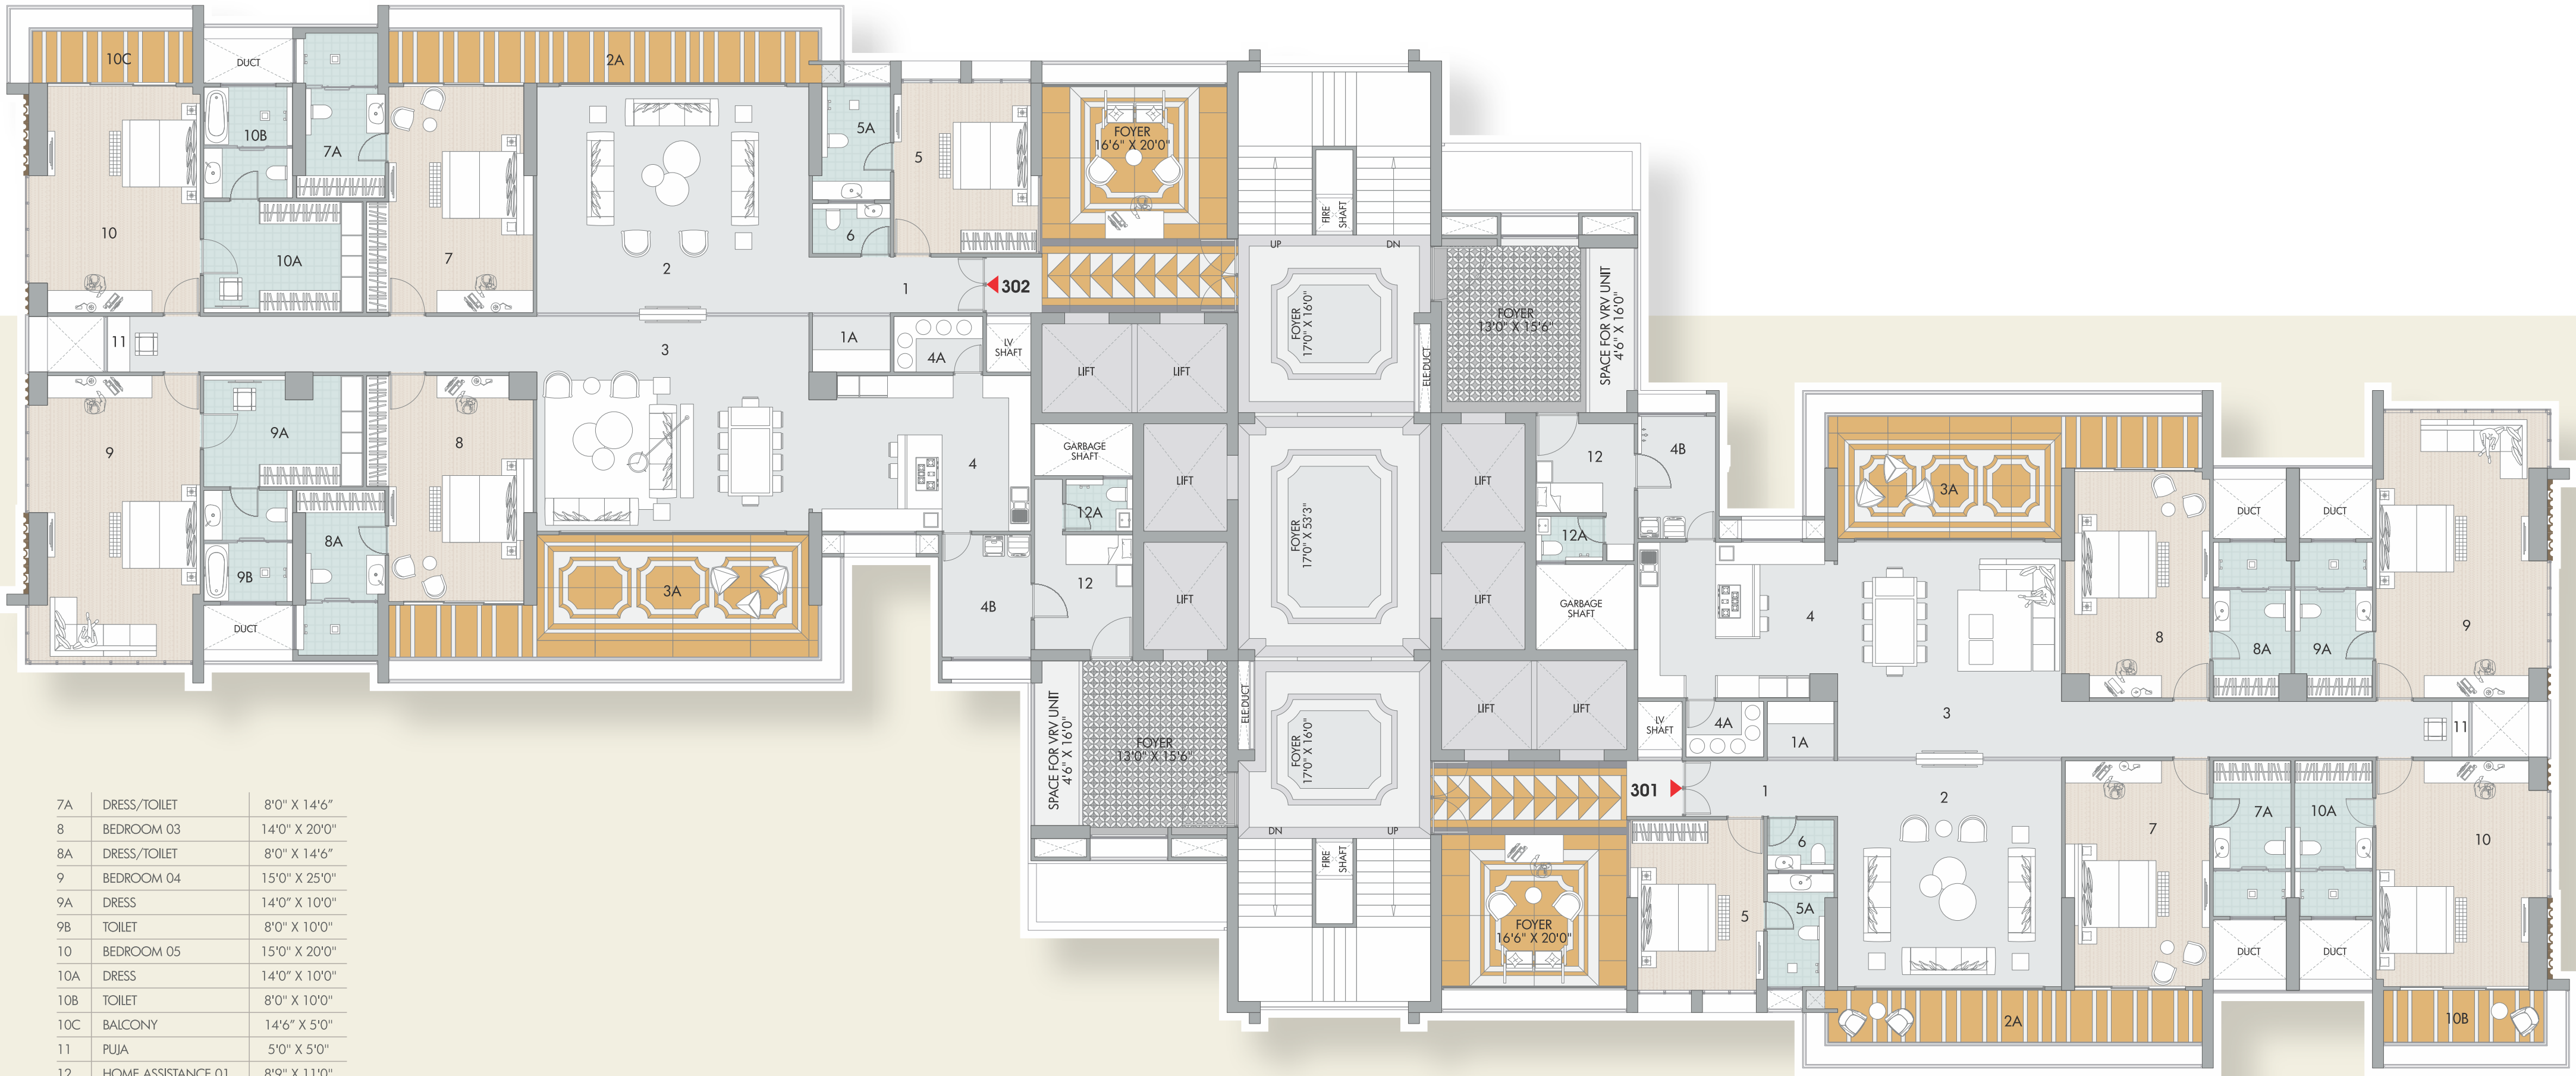 10C
DUCT
2A
10B
7A
5A
5
FOYER
16'6" X 20'0"
FIRE
SHAFT
10
10A
7
2
6
1
302
UP
DN
FOYER
17'0" X 16'0"
FOYER
13'0" X 15'6"
SPACE FOR VRV UNIT
4'6" X 16'0"
ELE.DUCT
11
3
1A
4A
LV
SHAFT
LIFT
LIFT
9
9A
8
4
GARBAGE
SHAFT
LIFT
FOYER
17'0" X 53'3"
LIFT
12
4B
12A
8A
9B
DUCT
3A
4B
12
12A
LIFT
LIFT
GARBAGE
SHAFT
3A
DUCT
DUCT
4
8
8A
9A
9
SPACE FOR VRV UNIT
4'6" X 16'0"
FOYER
13'0" X 15'6"
ELE.DUCT
FOYER
17'0" X 16'0"
LIFT
LIFT
LV
SHAFT
4A
1A
3
11
301
1
2
DN
UP
FIRE
SHAFT
FOYER
16'6" X 20'0"
5
6
5A
7
7A
10A
10
DUCT
DUCT
2A
10B
7A DRESS/TOILET 8'0" X 14'6”
8 BEDROOM 03 14'0" X 20'0"
8A DRESS/TOILET 8'0" X 14'6”
9 BEDROOM 04 15'0" X 25'0"
9A DRESS 14'0” X 10'0"
9B TOILET 8'0" X 10'0"
10 BEDROOM 05 15'0" X 20'0"
10A DRESS 14'0” X 10'0"
10B TOILET 8'0" X 10'0"
10C BALCONY 14'6” X 5'0"
11 PUJA 5'0" X 5'0"
12 HOME ASSISTANCE 01 8'9" X 11'0"